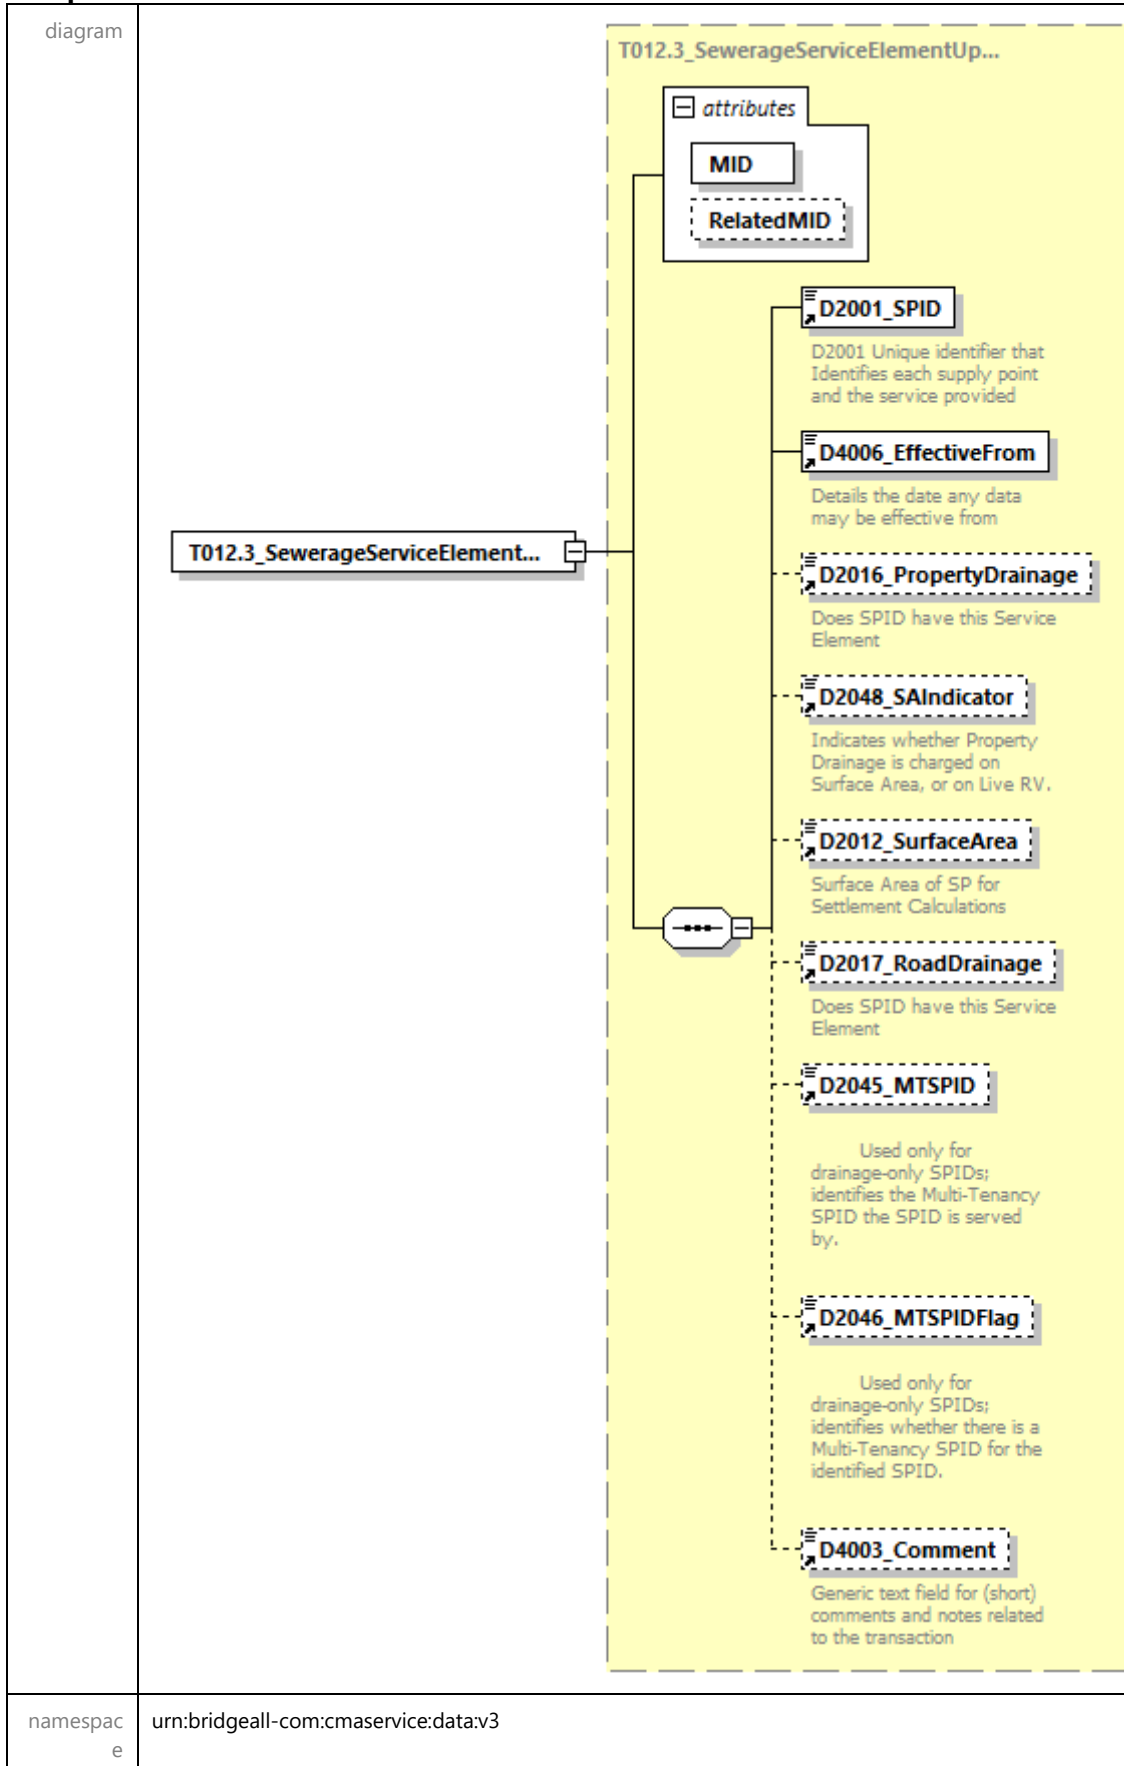 diagram
T012.3_SewerageServiceElementUp...
attributes
MID
RelatedMID
D2001_SPID
D2001 Unique identifier that
Identifies each supply point
and the service provided
D4006_EffectiveFrom
Details the date any data
may be effective from
T012.3_SewerageServiceElement...
D2016_PropertyDrainage
Does SPID have this Service
Element
D2048_SAIndicator
Indicates whether Property
Drainage is charged on
Surface Area, or on Live RV.
D2012_SurfaceArea
Surface Area of SP for
Settlement Calculations
D2017_RoadDrainage
Does SPID have this Service
Element
D2045_MTSPID
Used only for
drainage-only SPIDs;
identifies the Multi-Tenancy
SPID the SPID is served
by.
D2046_MTSPIDFlag
Used only for
drainage-only SPIDs;
identifies whether there is a
Multi-Tenancy SPID for the
identified SPID.
D4003_Comment
Generic text field for (short)
comments and notes related
to the transaction
namespac
e
urn:bridgeall-com:cmaservice:data:v3